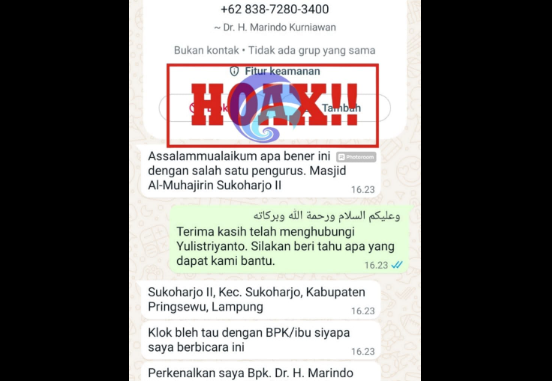 +62 838-7280-3400
~ Dr. H. Marindo Kurniawan
Bukan kontak • Tidak ada grup yang sama
Fitur keamanan
HOAX!!
Assalammualaikum apa bener ini
dengan salah satu pengurus. Masjid
Al-Muhajirin Sukoharjo II
16.23
وعليكم السلام ورحمة الله وبركاته
Terima kasih telah menghubungi
Yulistriyanto. Silakan beri tahu apa yang
dapat kami bantu.
16.23
Sukoharjo II, Kec. Sukoharjo, Kabupaten
Pringsewu, Lampung
16.23
Klok bleh tau dengan BPK/ibu siyapa
saya berbicara ini
16.23
Perkenalkan saya Bpk. Dr. H. Marindo